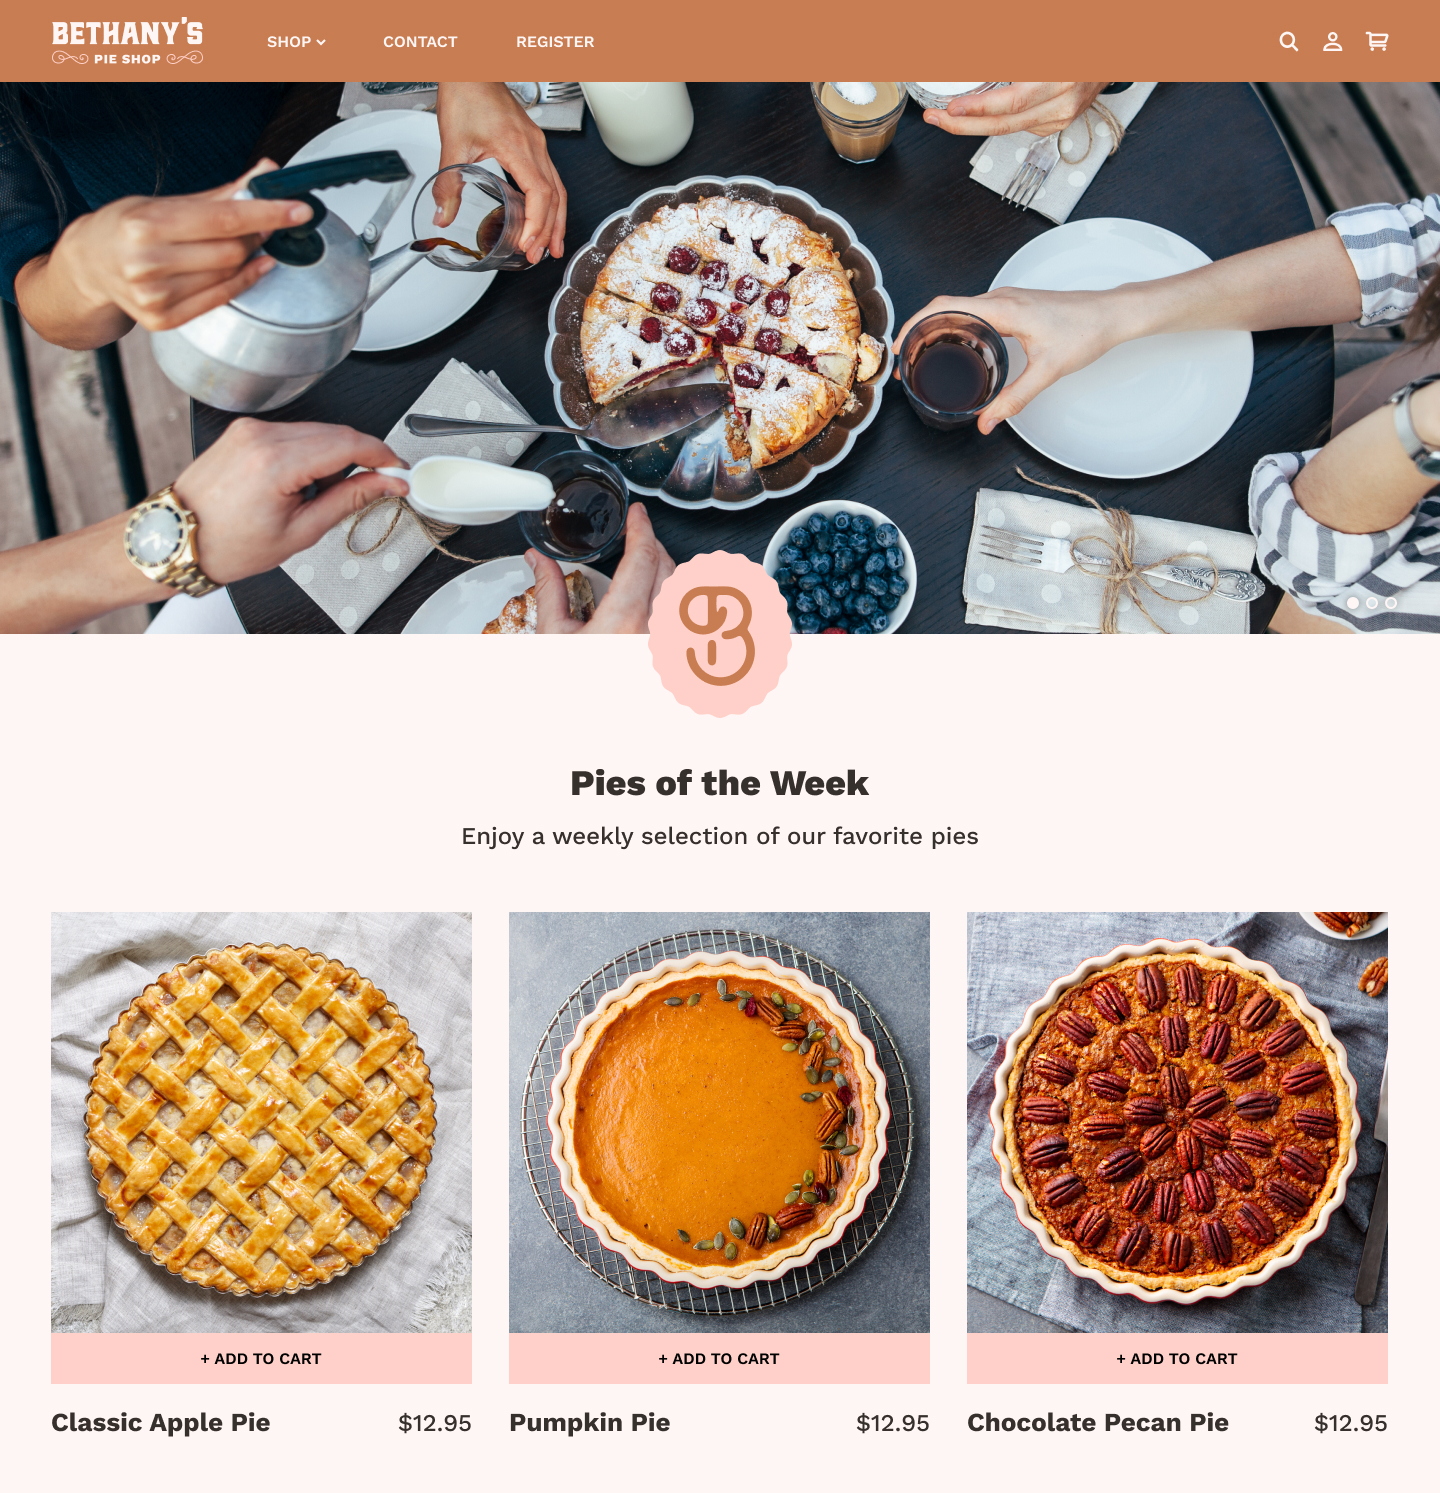 BETHANY'S
PIE SHOP
SHOP
CONTACT
REGISTER
B
Pies of the Week
Enjoy a weekly selection of our favorite pies
+ ADD TO CART
+ ADD TO CART
+ ADD TO CART
Classic Apple Pie
$12.95
Pumpkin Pie
$12.95
Chocolate Pecan Pie
$12.95